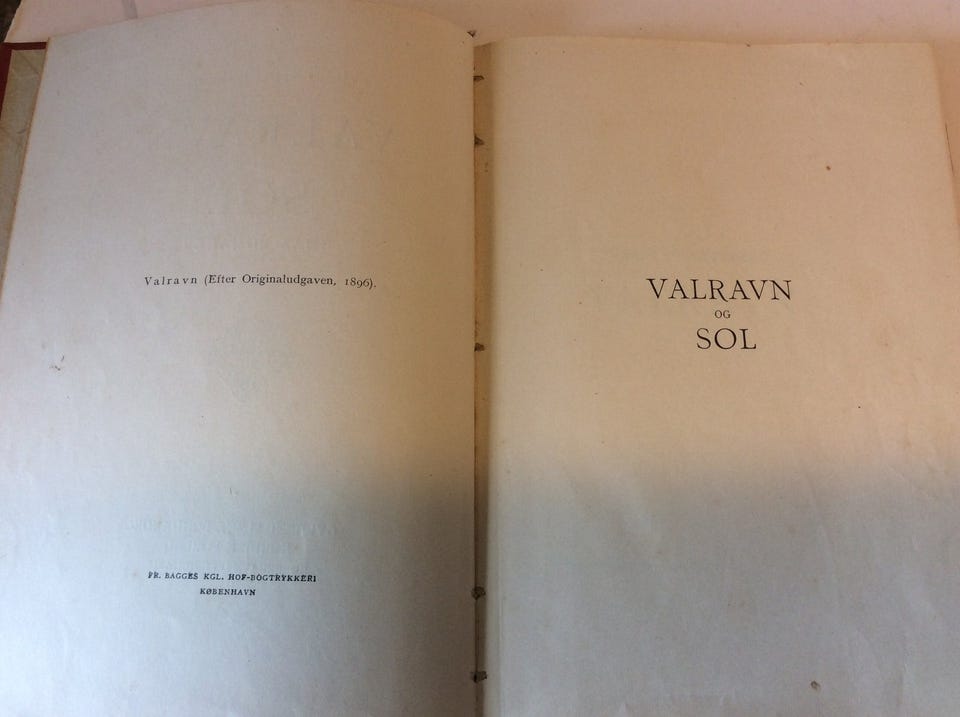 Valravn (Efter Originaludgaven, 1896).
FR. BAGGES KGL. HOF-BOGTRYKKERI
KØBENHAVN
VALRAVN
OG
SOL